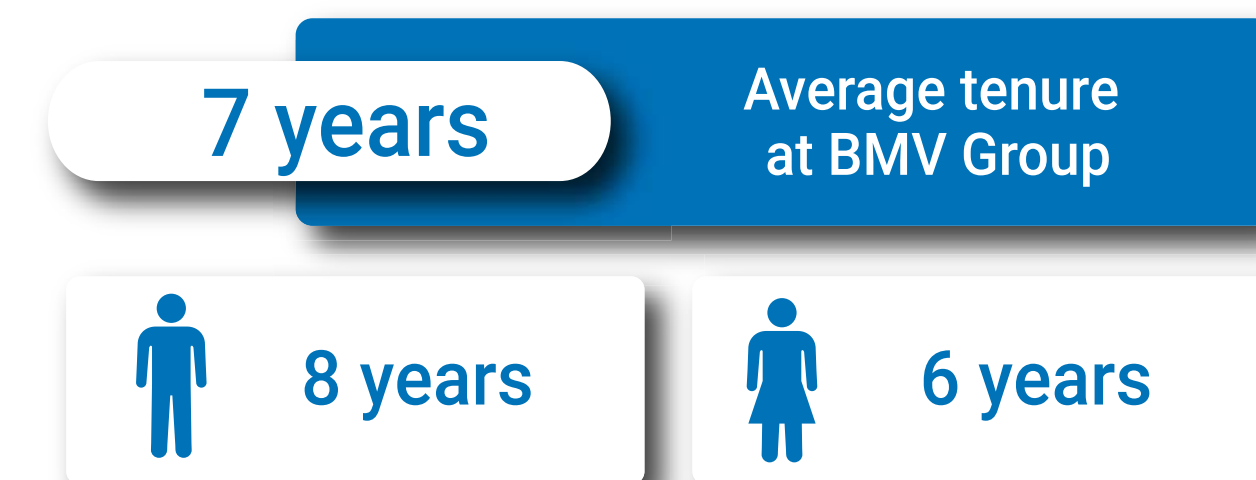 7 years
Average tenure
at BMV Group
8 years
6 years